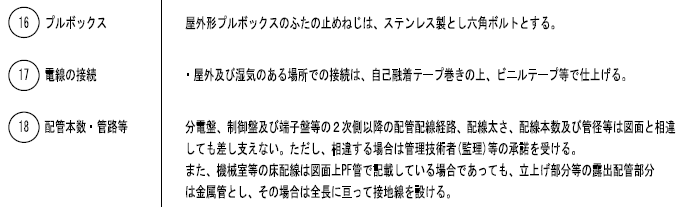 16 プルボックス 屋外形プルボックスのふたの止めねじは、ステンレス製とし六角ボルトとする。
17 電線の接続 ・屋外及び湿気のある場所での接続は、自己融着テープ巻きの上、ビニルテープ等で仕上げる。
18 配管本数・管路等 分電盤、制御盤及び端子盤等の２次側以降の配管配線経路、配線太さ、配線本数及び管径等は図面と相違
しても差し支えない。ただし、相違する場合は管理技術者(監理)等の承諾を受ける。
また、機械室等の床配線は図面上PF管で記載している場合であっても、立上げ部分等の露出配管部分
は金属管とし、その場合は全長に亘って接地線を設ける。